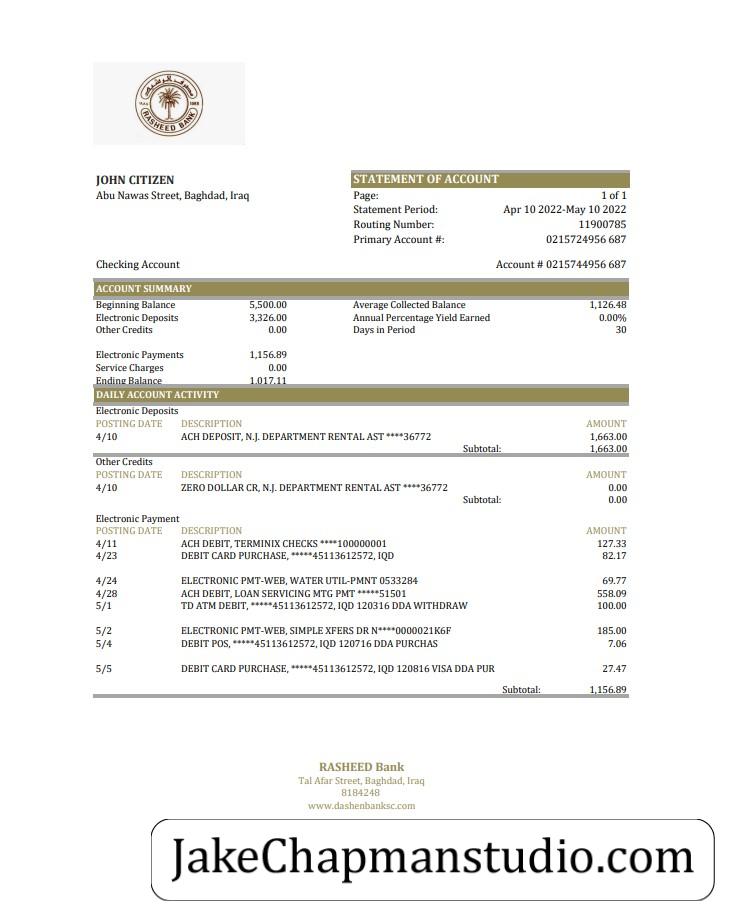 RASHEED BANK
JOHN CITIZEN
Abu Nawas Street, Baghdad, Iraq
STATEMENT OF ACCOUNT
Page: 1 of 1
Statement Period: Apr 10 2022-May 10 2022
Routing Number: 11900785
Primary Account #: 0215724956 687
Checking Account Account # 0215744956 687
ACCOUNT SUMMARY
Beginning Balance 5,500.00 Average Collected Balance 1,126.48
Electronic Deposits 3,326.00 Annual Percentage Yield Earned 0.00%
Other Credits 0.00 Days in Period 30
Electronic Payments 1,156.89
Service Charges 0.00
Ending Balance 1,017.11
DAILY ACCOUNT ACTIVITY
Electronic Deposits
POSTING DATE DESCRIPTION AMOUNT
4/10 ACH DEPOSIT, N.J. DEPARTMENT RENTAL AST ****36772 1,663.00
Subtotal: 1,663.00
Other Credits
POSTING DATE DESCRIPTION AMOUNT
4/10 ZERO DOLLAR CR, N.J. DEPARTMENT RENTAL AST ****36772 0.00
Subtotal: 0.00
Electronic Payment
POSTING DATE DESCRIPTION AMOUNT
4/11 ACH DEBIT, TERMINIX CHECKS ****100000001 127.33
4/23 DEBIT CARD PURCHASE, *****45113612572, IQD 82.17
4/24 ELECTRONIC PMT-WEB, WATER UTIL-PMNT 0533284 69.77
4/28 ACH DEBIT, LOAN SERVICING MTG PMT *****51501 558.09
5/1 TD ATM DEBIT, *****45113612572, IQD 120316 DDA WITHDRAW 100.00
5/2 ELECTRONIC PMT-WEB, SIMPLE XFERS DR N****0000021K6F 185.00
5/4 DEBIT POS, *****45113612572, IQD 120716 DDA PURCHAS 7.06
5/5 DEBIT CARD PURCHASE, *****45113612572, IQD 120816 VISA DDA PUR 27.47
Subtotal: 1,156.89
RASHEED Bank
Tal Afar Street, Baghdad, Iraq
8184248
www.dashenbanksc.com
JakeChapmanstudio.com